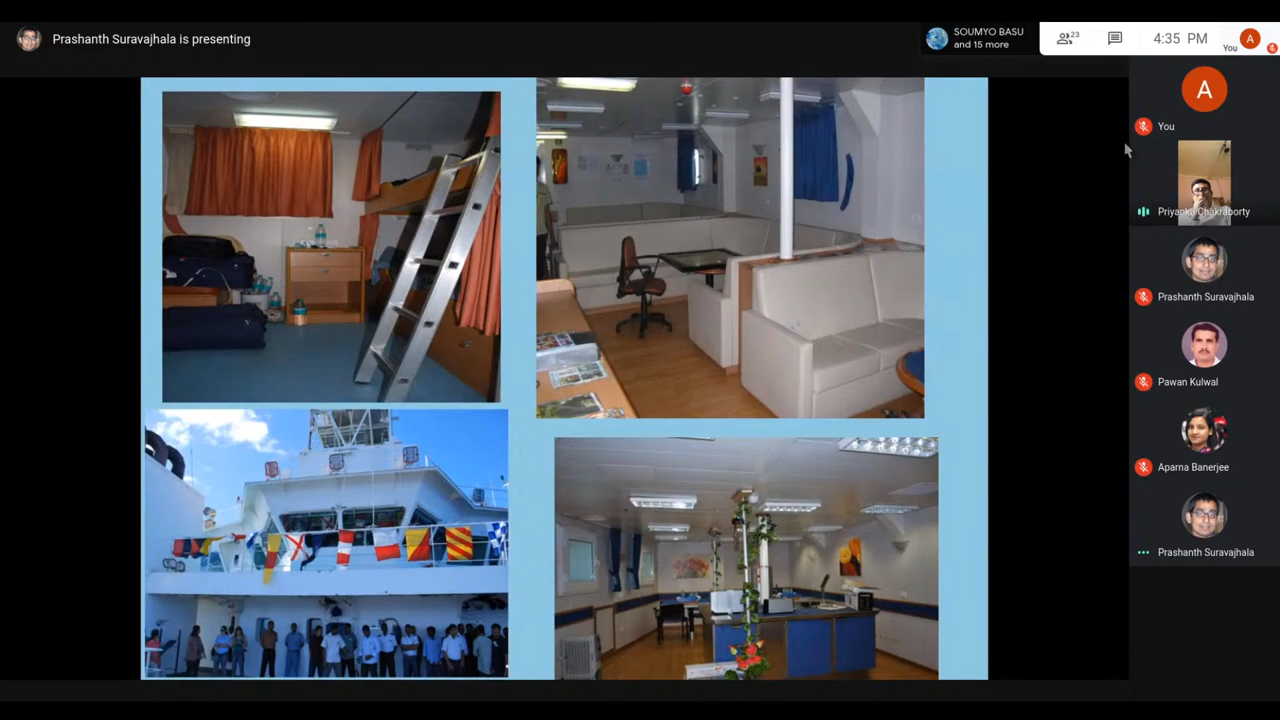 Prashanth Suravajhala is presenting
SOUMYO BASU
and 15 more
23
4:35 PM
You
A
A
You
Priyanka Chakraborty
Prashanth Suravajhala
Pawan Kulwal
Aparna Banerjee
Prashanth Suravajhala